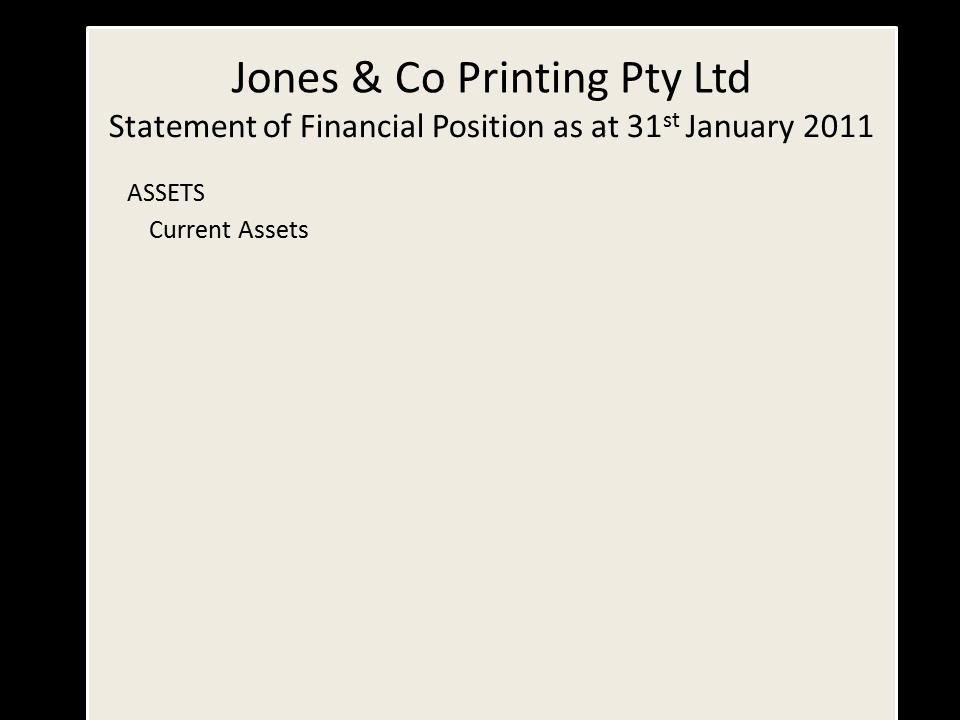 Jones & Co Printing Pty Ltd
Statement of Financial Position as at 31st January 2011
ASSETS
Current Assets